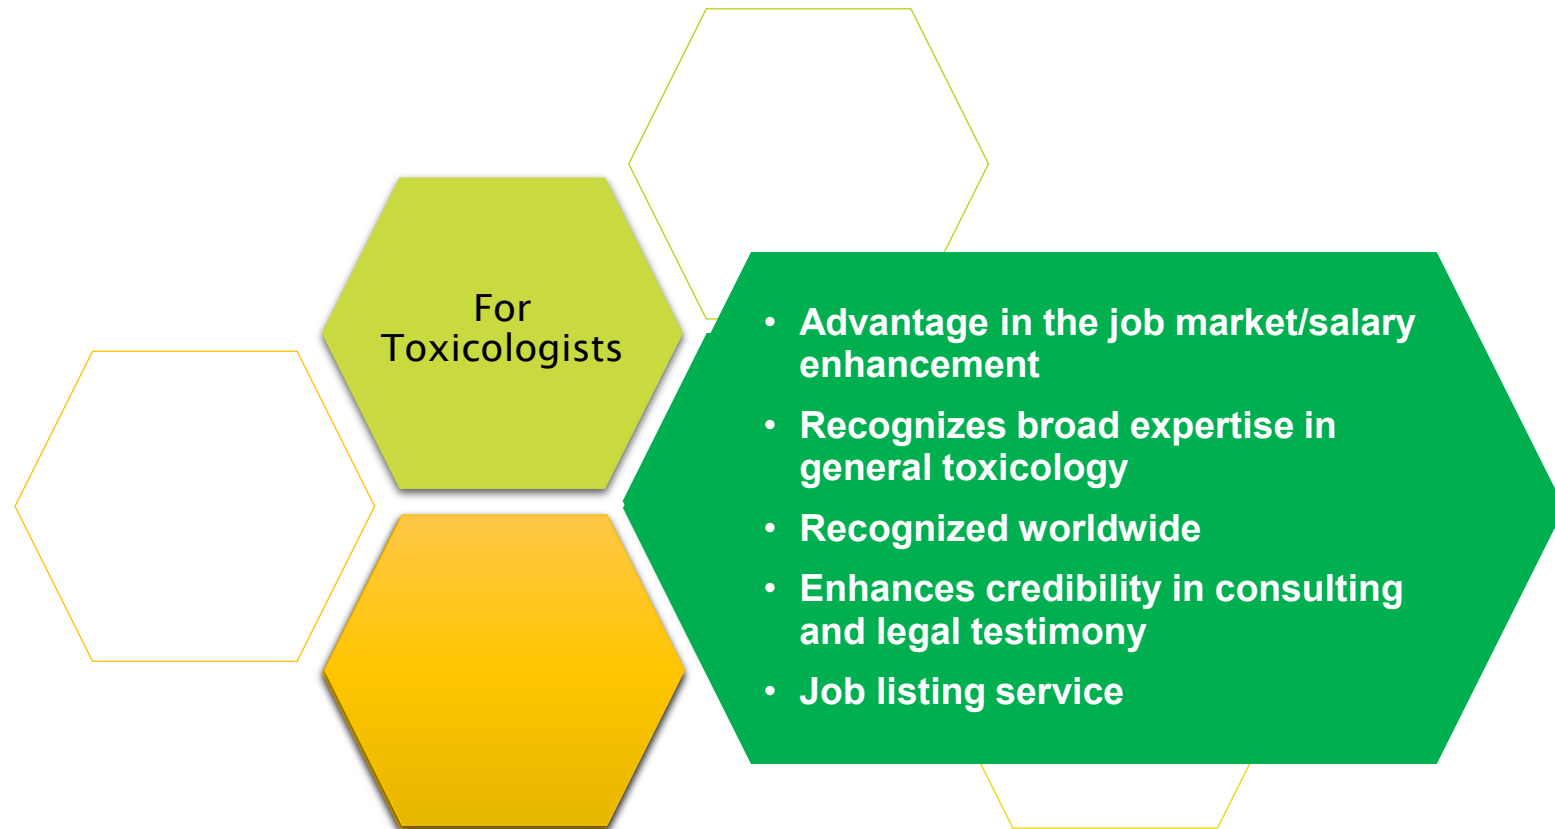 For
Toxicologists
• Advantage in the job market/salary
enhancement
• Recognizes broad expertise in
general toxicology
• Recognized worldwide
• Enhances credibility in consulting
and legal testimony
• Job listing service